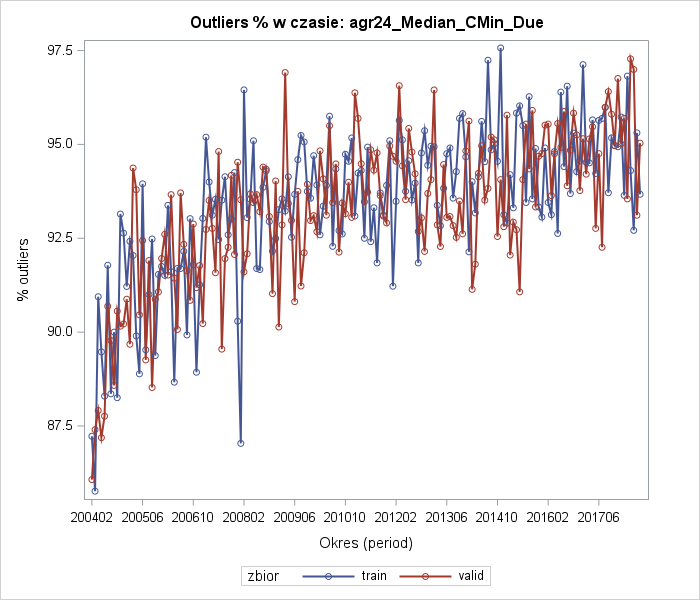 Outliers % w czasie: agr24_Median_CMin_Due
97.5
95.0
92.5
90.0
87.5
% outliers
200402 200506 200610 200802 200906 201010 201202 201306 201410 201602 201706
Okres (period)
zbior train valid